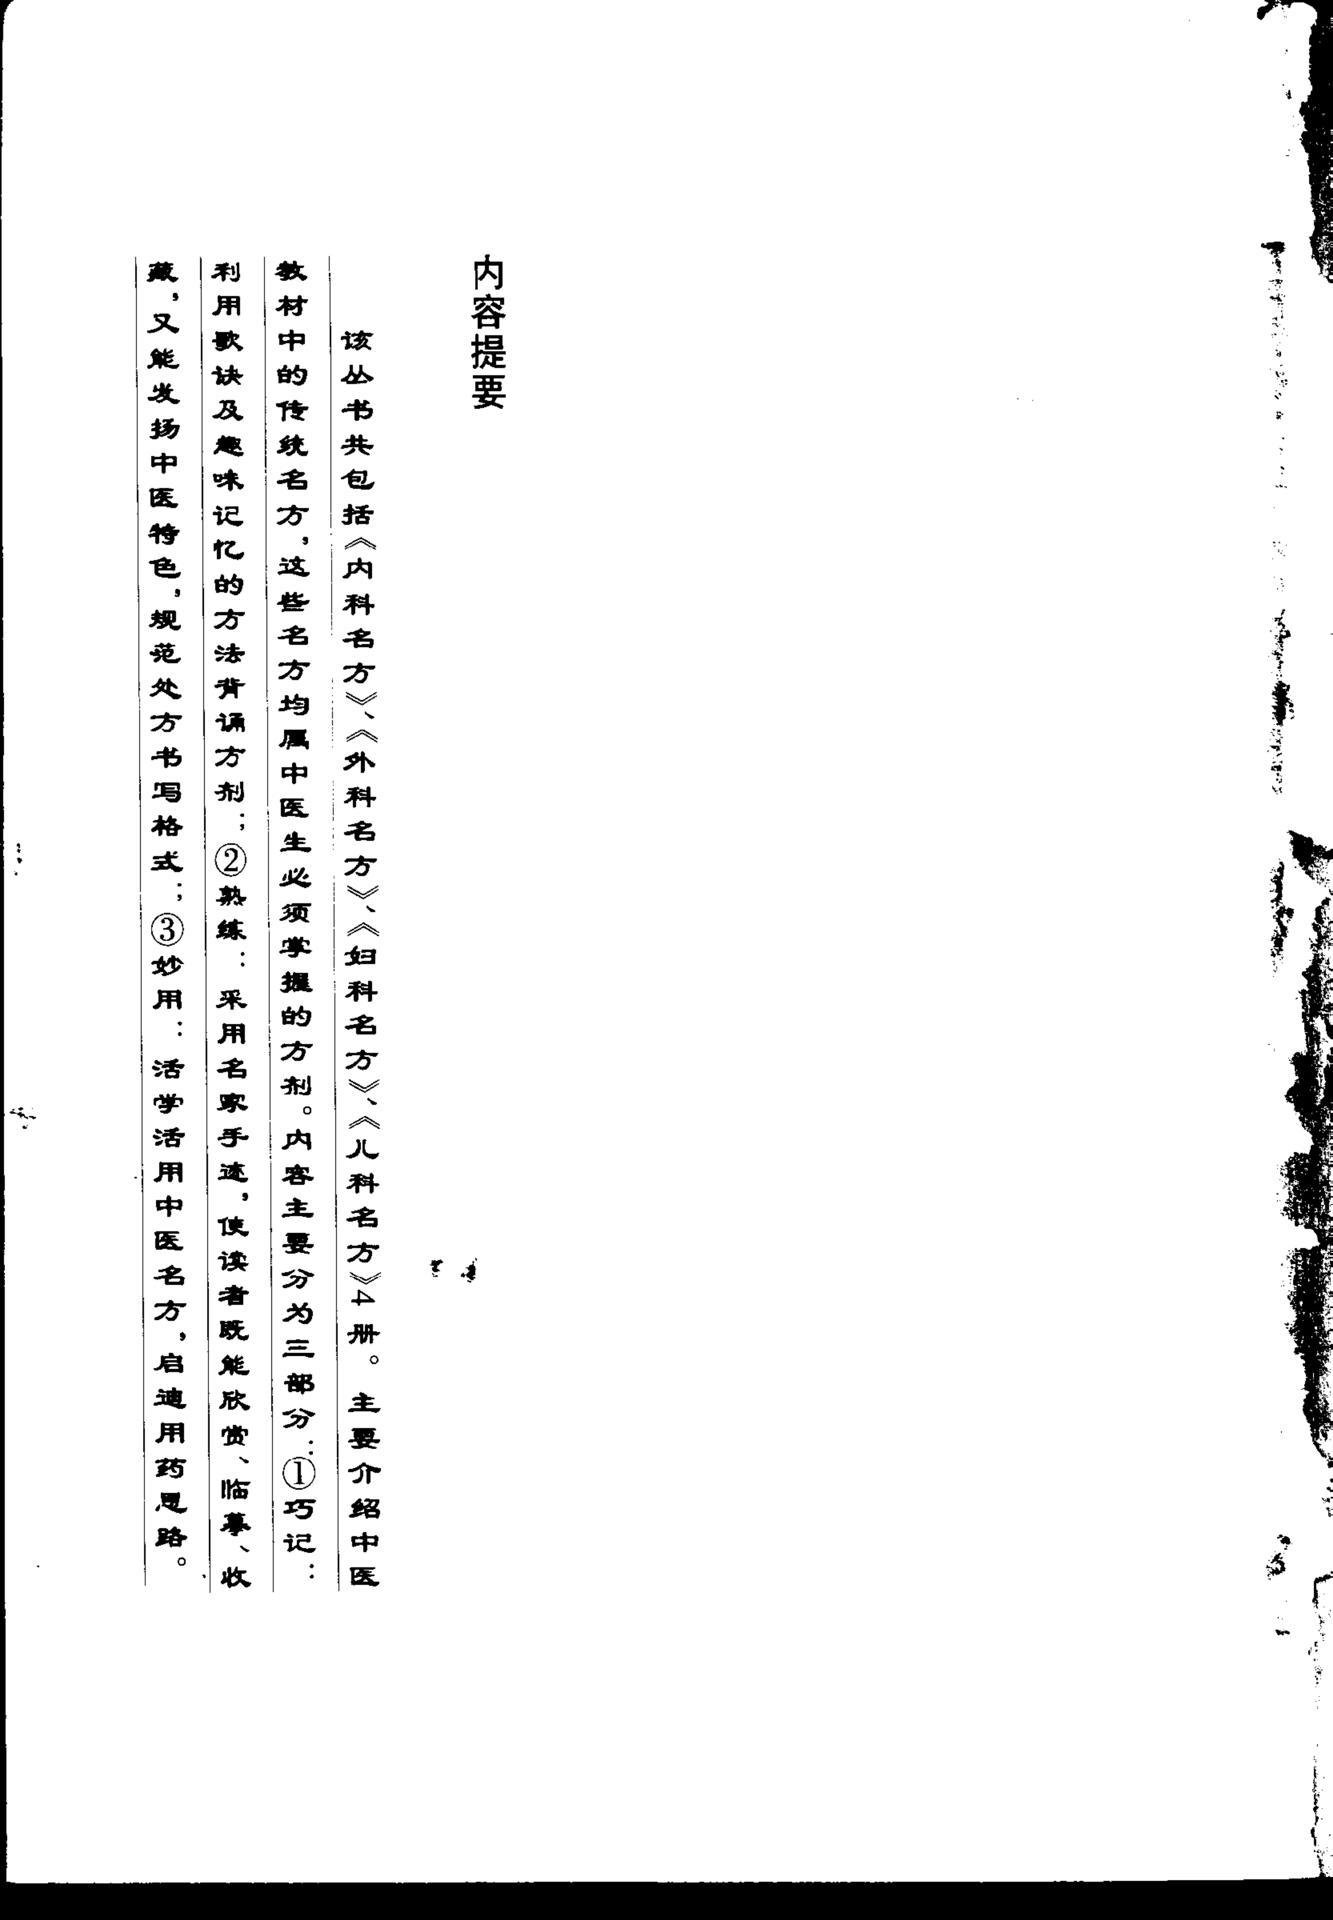 内容提要
该丛书共包括《内科名方》、《外科名方》、《妇科名方》、《儿科名方》4册。主要介绍中医
教材中的传统名方，这些名方均属中医生必须掌握的方剂。内容主要分为三部分：①巧记：
利用歌诀及趣味记忆的方法背诵方剂；②熟练：采用名家手迹，使读者既能欣赏、临摹、收
藏，又能发扬中医特色，规范处方书写格式；③妙用：活学活用中医名方，启迪用药思路。